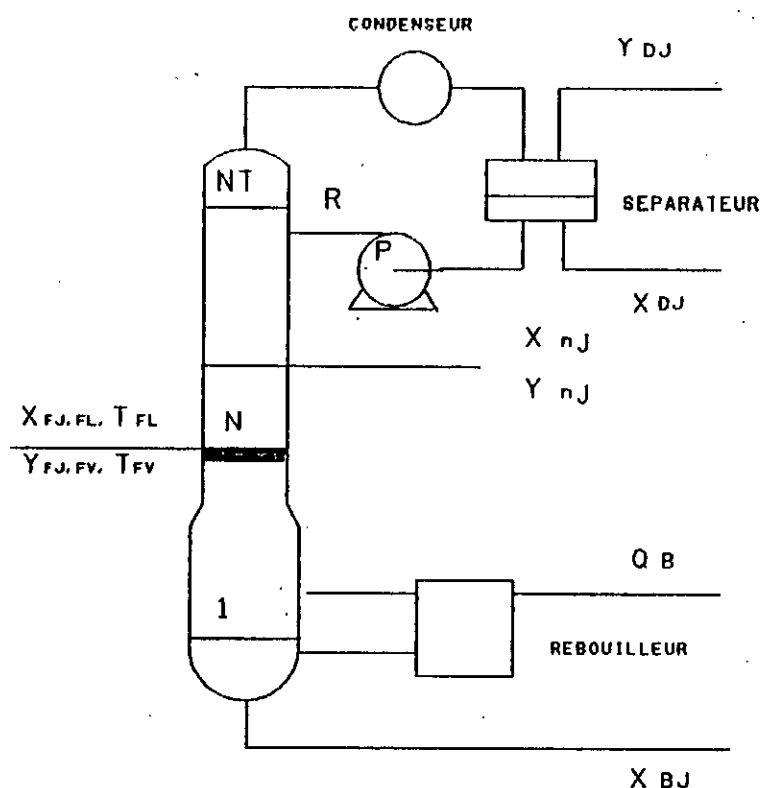 CONDENSEUR
Y DJ
NT
R
SEPARATEUR
P
X DJ
X nJ
Y nJ
X FJ, FL, T FL
N
Y FJ, FV, T FV
Q B
1
REBOUILLEUR
X BJ